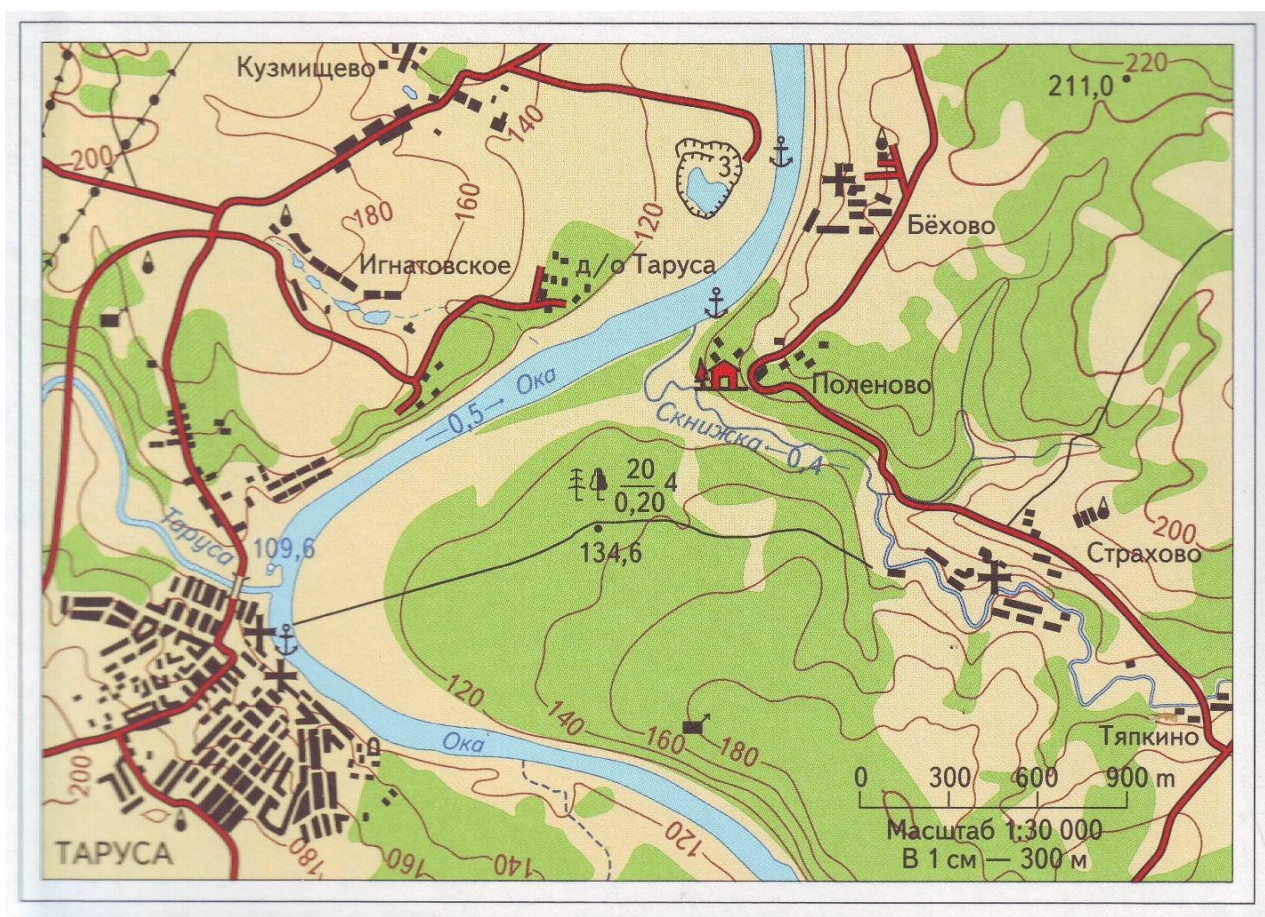 Кузмищево
220
211,0
140
200
3
160
180
120
Бёхово
Игнатовское
д/о Таруса
Ока
Поленово
0,5
Скнижка
0,4
20
4
0,20
Таруса
109,6
134,6
200
Страхово
120
140
160
180
Тяпкино
Ока
200
0 300 600 900 m
120
Масштаб 1:30 000
В 1 см — 300 м
ТАРУСА
180
160
140